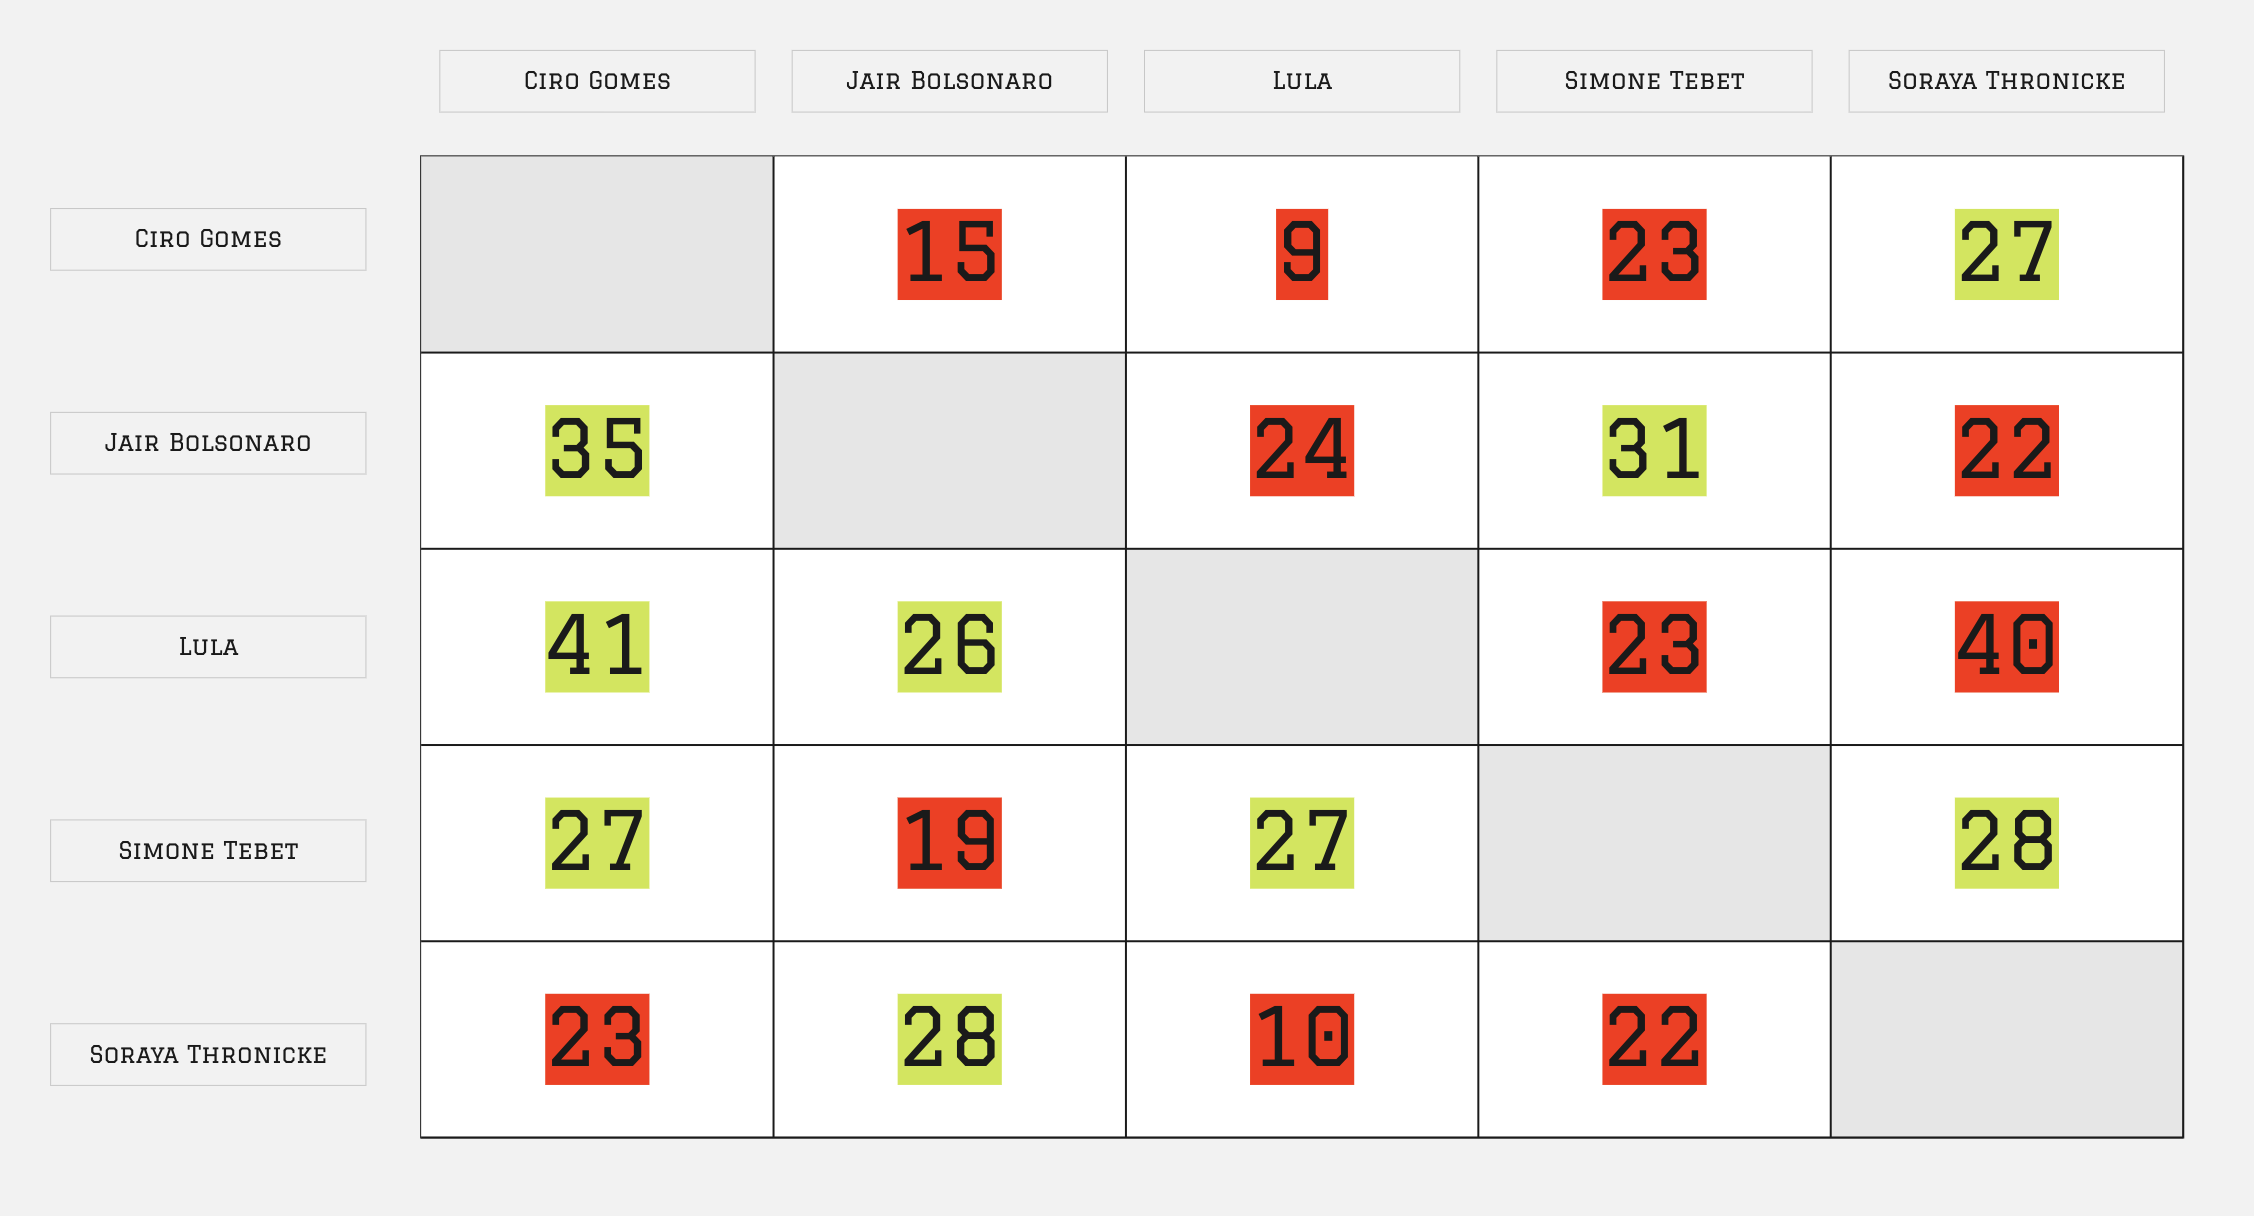 Ciro Gomes Jair Bolsonaro Lula Simone Tebet Soraya Thronicke
Ciro Gomes 15 9 23 27
Jair Bolsonaro 35 24 31 22
Lula 41 26 23 40
Simone Tebet 27 19 27 28
Soraya Thronicke 23 28 10 22